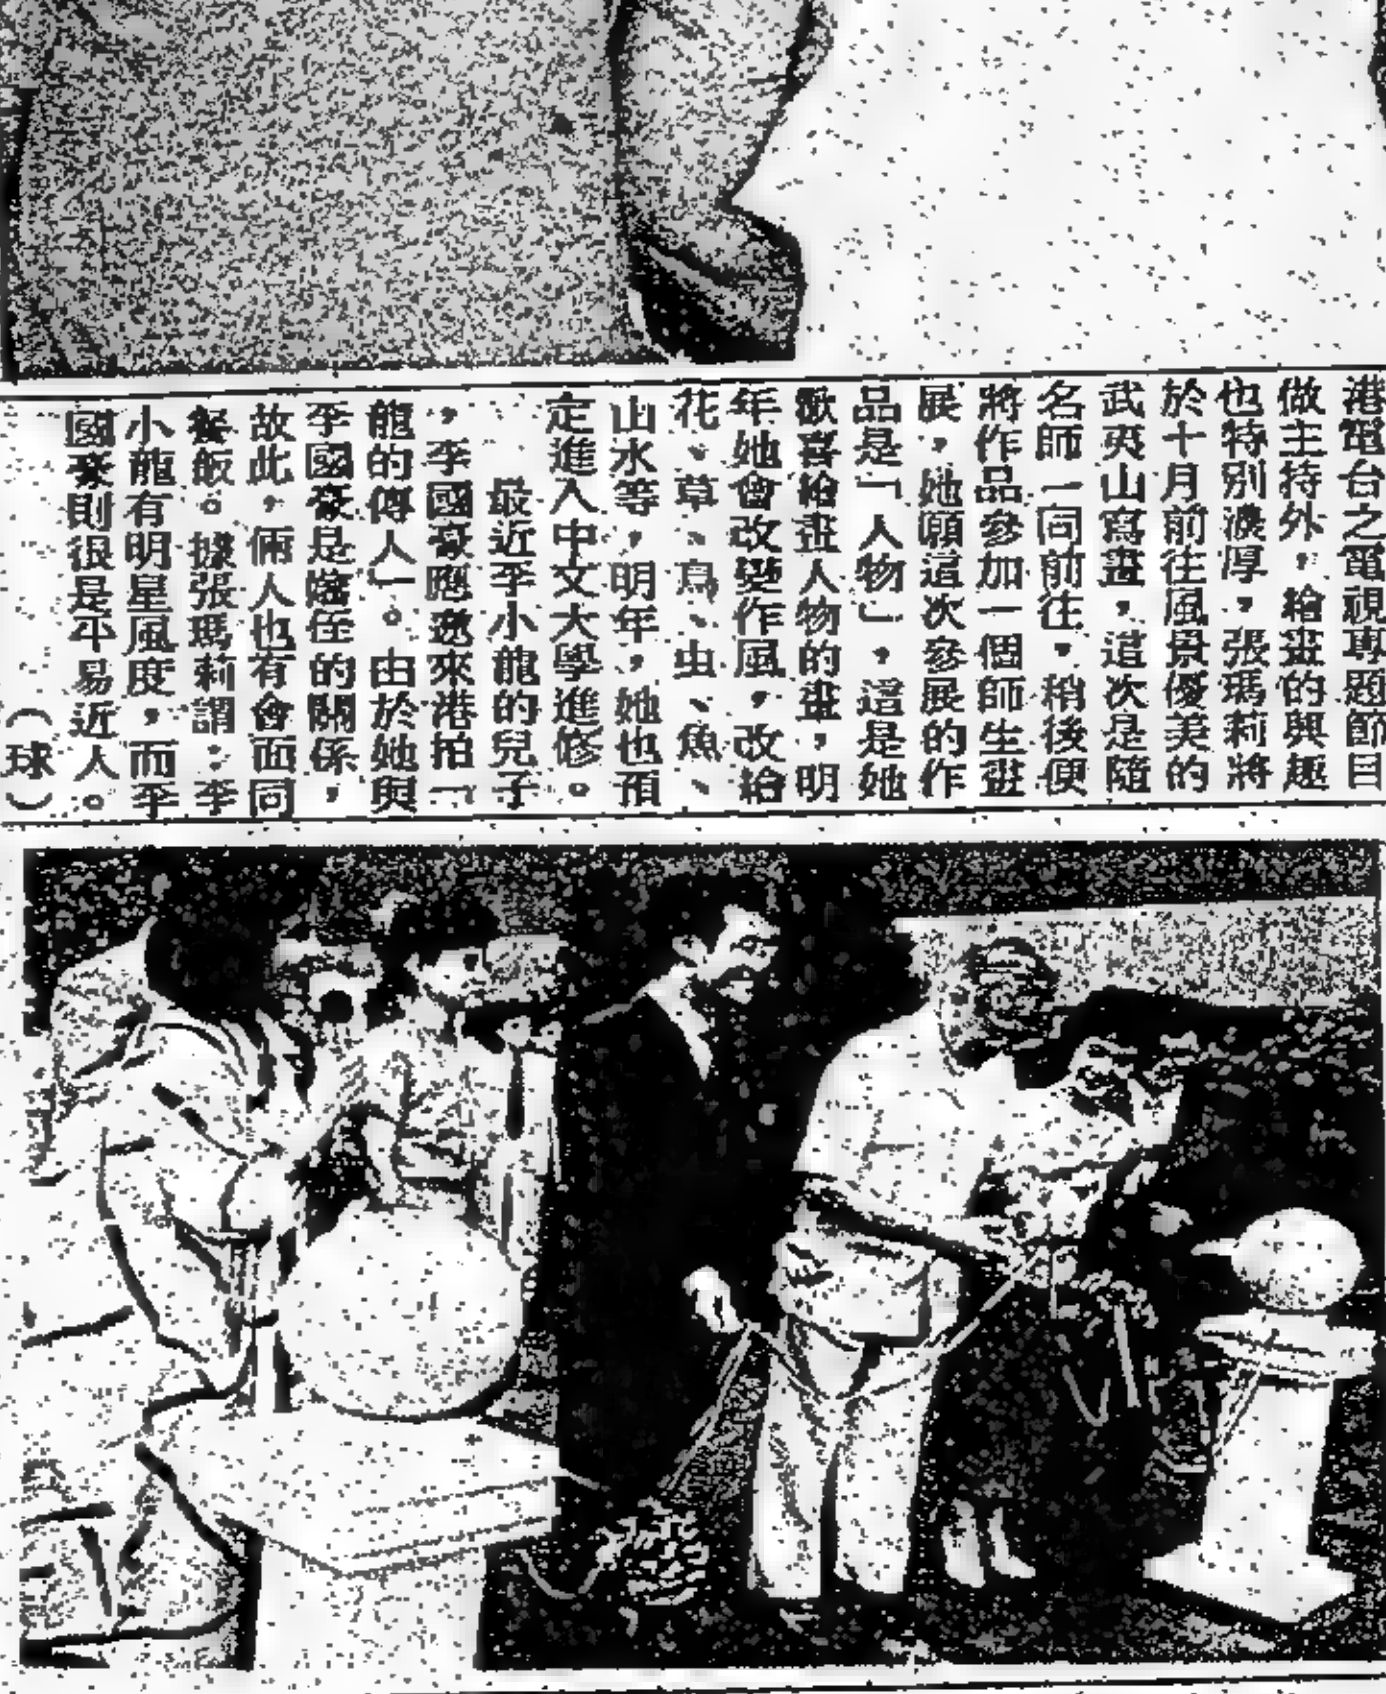 港電台之電視專題節目
做主持外，繪畫的興趣
也特別濃厚，張瑪莉將
於十月前往風景優美的
武夷山寫畫，這次是隨
名師一同前往，稍後便
將作品參加一個師生畫
展，她願這次參展的作
品是「人物」，這是她
歡喜繪畫人物的畫，明
年她會改變作風，改繪
花、草、鳥、虫、魚、
山水等，明年，她也預
定進入中文大學進修。
最近李小龍的兒子
，李國豪應邀來港拍「
龍的傳人」。由於她與
李國豪是的關係，
故此，倆人也有會面同
餐飯。據張瑪莉謂：李
小龍有明星風度，而李
國豪則很是平易近人。
（球）